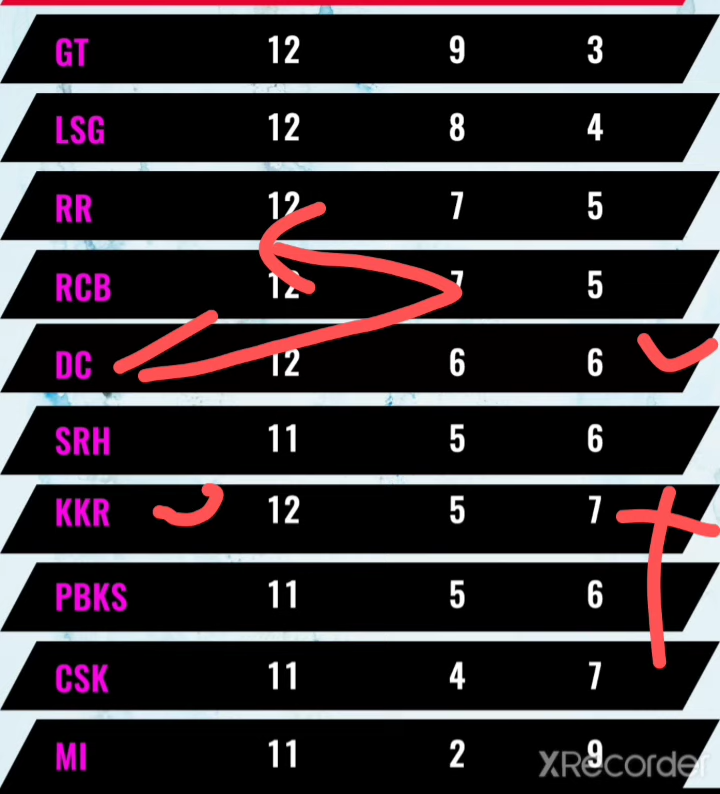 GT 12 9 3
LSG 12 8 4
RR 12 7 5
RCB 12 7 5
DC 12 6 6
SRH 11 5 6
KKR 12 5 7
PBKS 11 5 6
CSK 11 4 7
MI 11 2 9
XRecorder